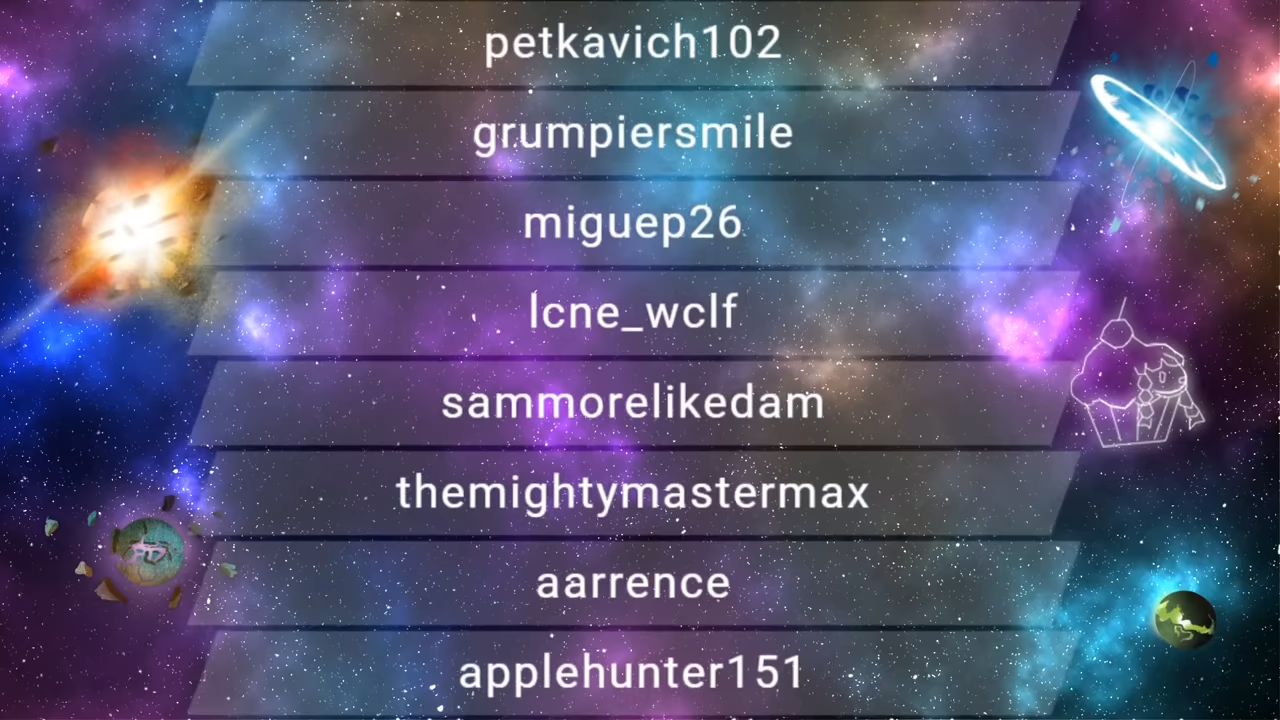 petkavich102
grumpiersmile
miguep26
lcne_wclf
sammorelikedam
themightymastermax
aarrence
applehunter151